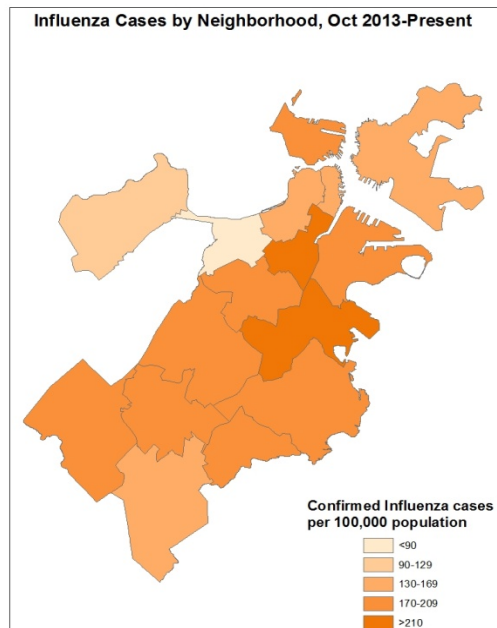 Influenza Cases by Neighborhood, Oct 2013-Present
Confirmed Influenza cases
per 100,000 population
<90
90-129
130-169
170-209
>210